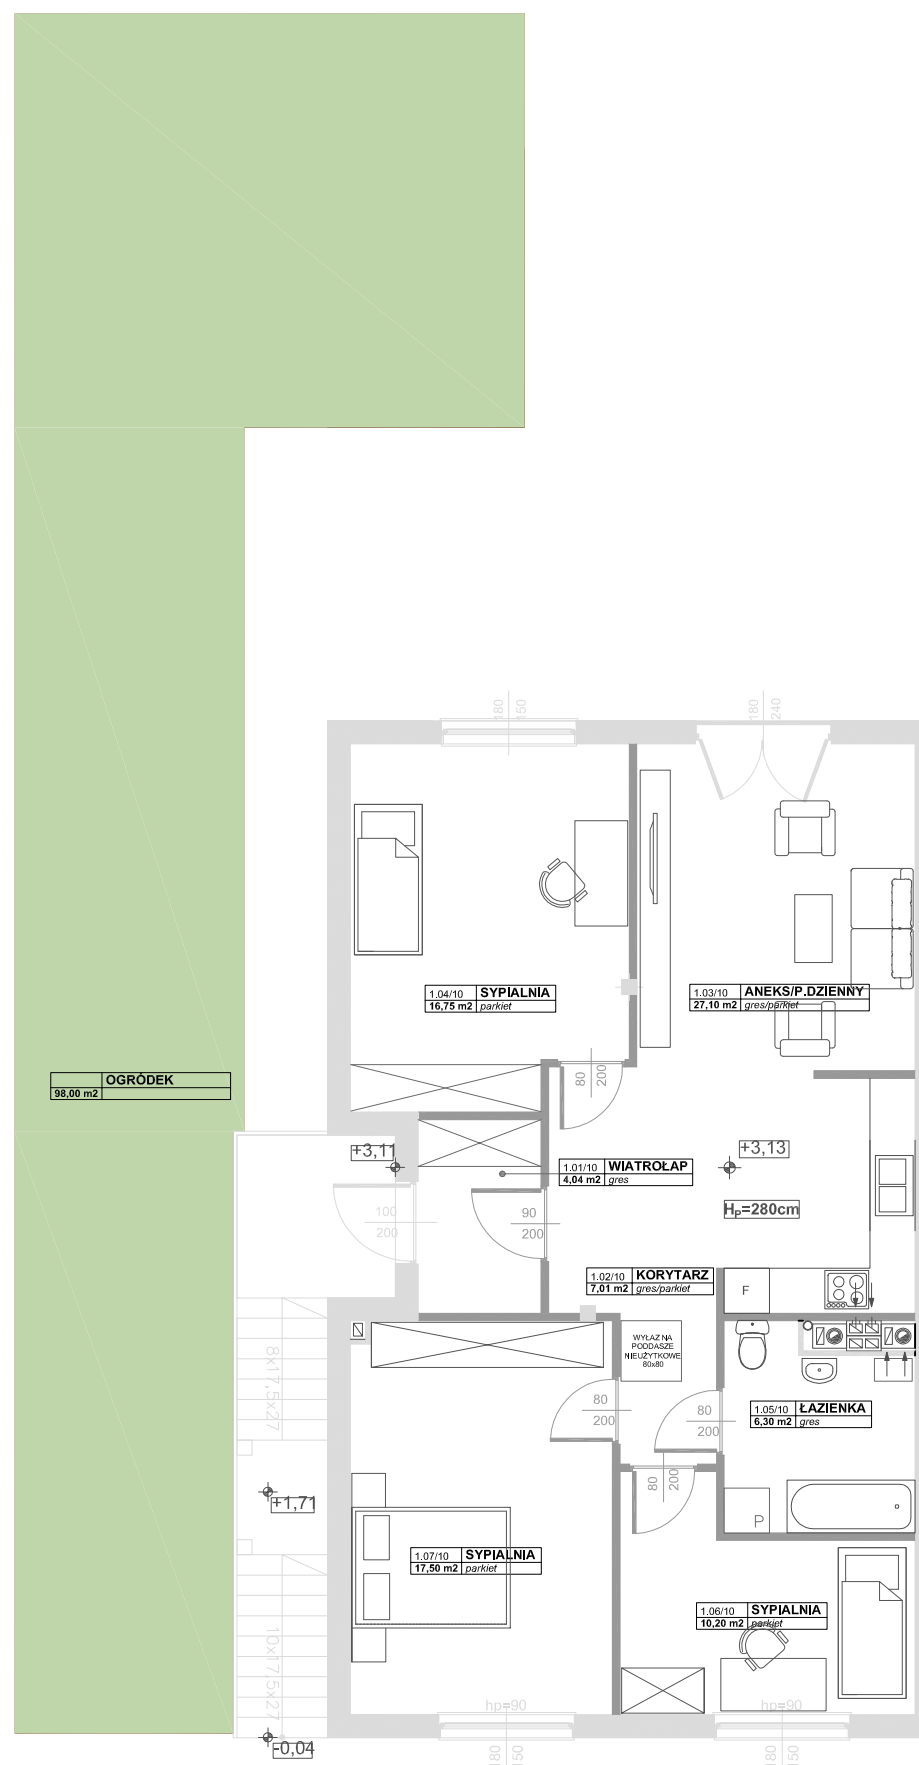 180
150
180
240
1.04/10 SYPIALNIA
16,75 m2 parkiet
1.03/10 ANEKS/P.DZIENNY
27,10 m2 gres/parkiet
OGRÓDEK
98,00 m2
80
200
+3,11
+3,13
1.01/10 WIATROŁAP
4,04 m2 gres
100
200
90
200
Hp=280cm
1.02/10 KORYTARZ
7,01 m2 gres/parkiet
F
8x17,5x27
WYŁAZ NA
PODDASZE
NIEUŻYTKOWE
80x80
80
200
80
200
1.05/10 ŁAZIENKA
6,30 m2 gres
80
200
+1,71
P
1.07/10 SYPIALNIA
17,50 m2 parkiet
1.06/10 SYPIALNIA
10,20 m2 parkiet
10x17,5x27
hp=90
hp=90
-0,04
180
150
180
150